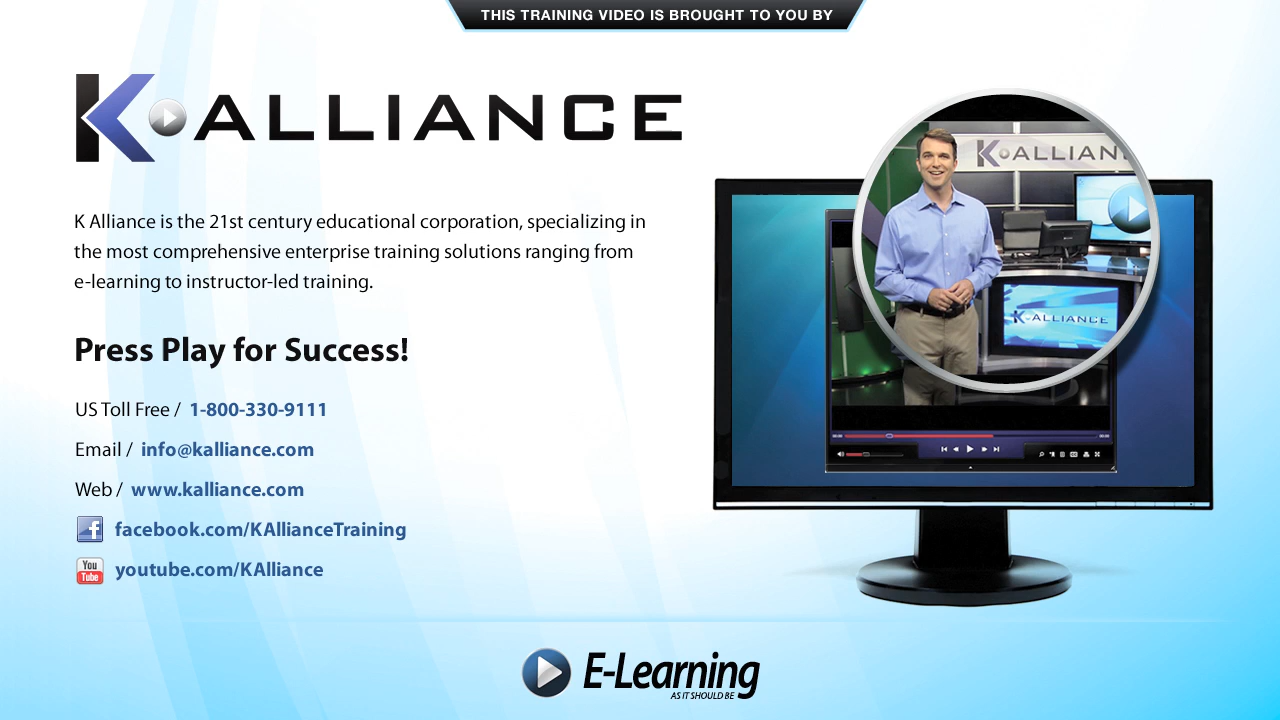 THIS TRAINING VIDEO IS BROUGHT TO YOU BY
K ALLIANCE
K ALLIAN
K ALLIANCE
K Alliance is the 21st century educational corporation, specializing in
the most comprehensive enterprise training solutions ranging from
e-learning to instructor-led training.
Press Play for Success!
US Toll Free / 1-800-330-9111
Email / info@kalliance.com
Web / www.kalliance.com
facebook.com/KAllianceTraining
You
Tube
youtube.com/KAlliance
E-Learning
AS IT SHOULD BE